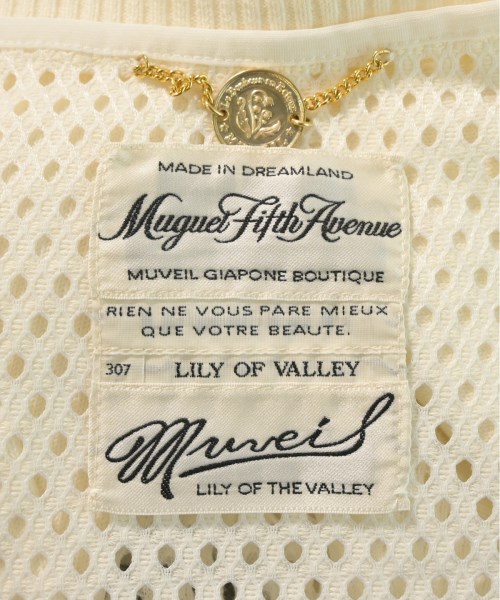 MADE IN DREAMLAND
Muguet Fifth Avenue
MUVEIL GIAPONE BOUTIQUE
RIEN NE VOUS PARE MIEUX
QUE VOTRE BEAUTE.
307 LILY OF VALLEY
Muveil
LILY OF THE VALLEY